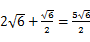 2√6 + √6/2 = 5√6/2